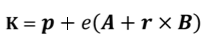 K = p + e(A + r × B)